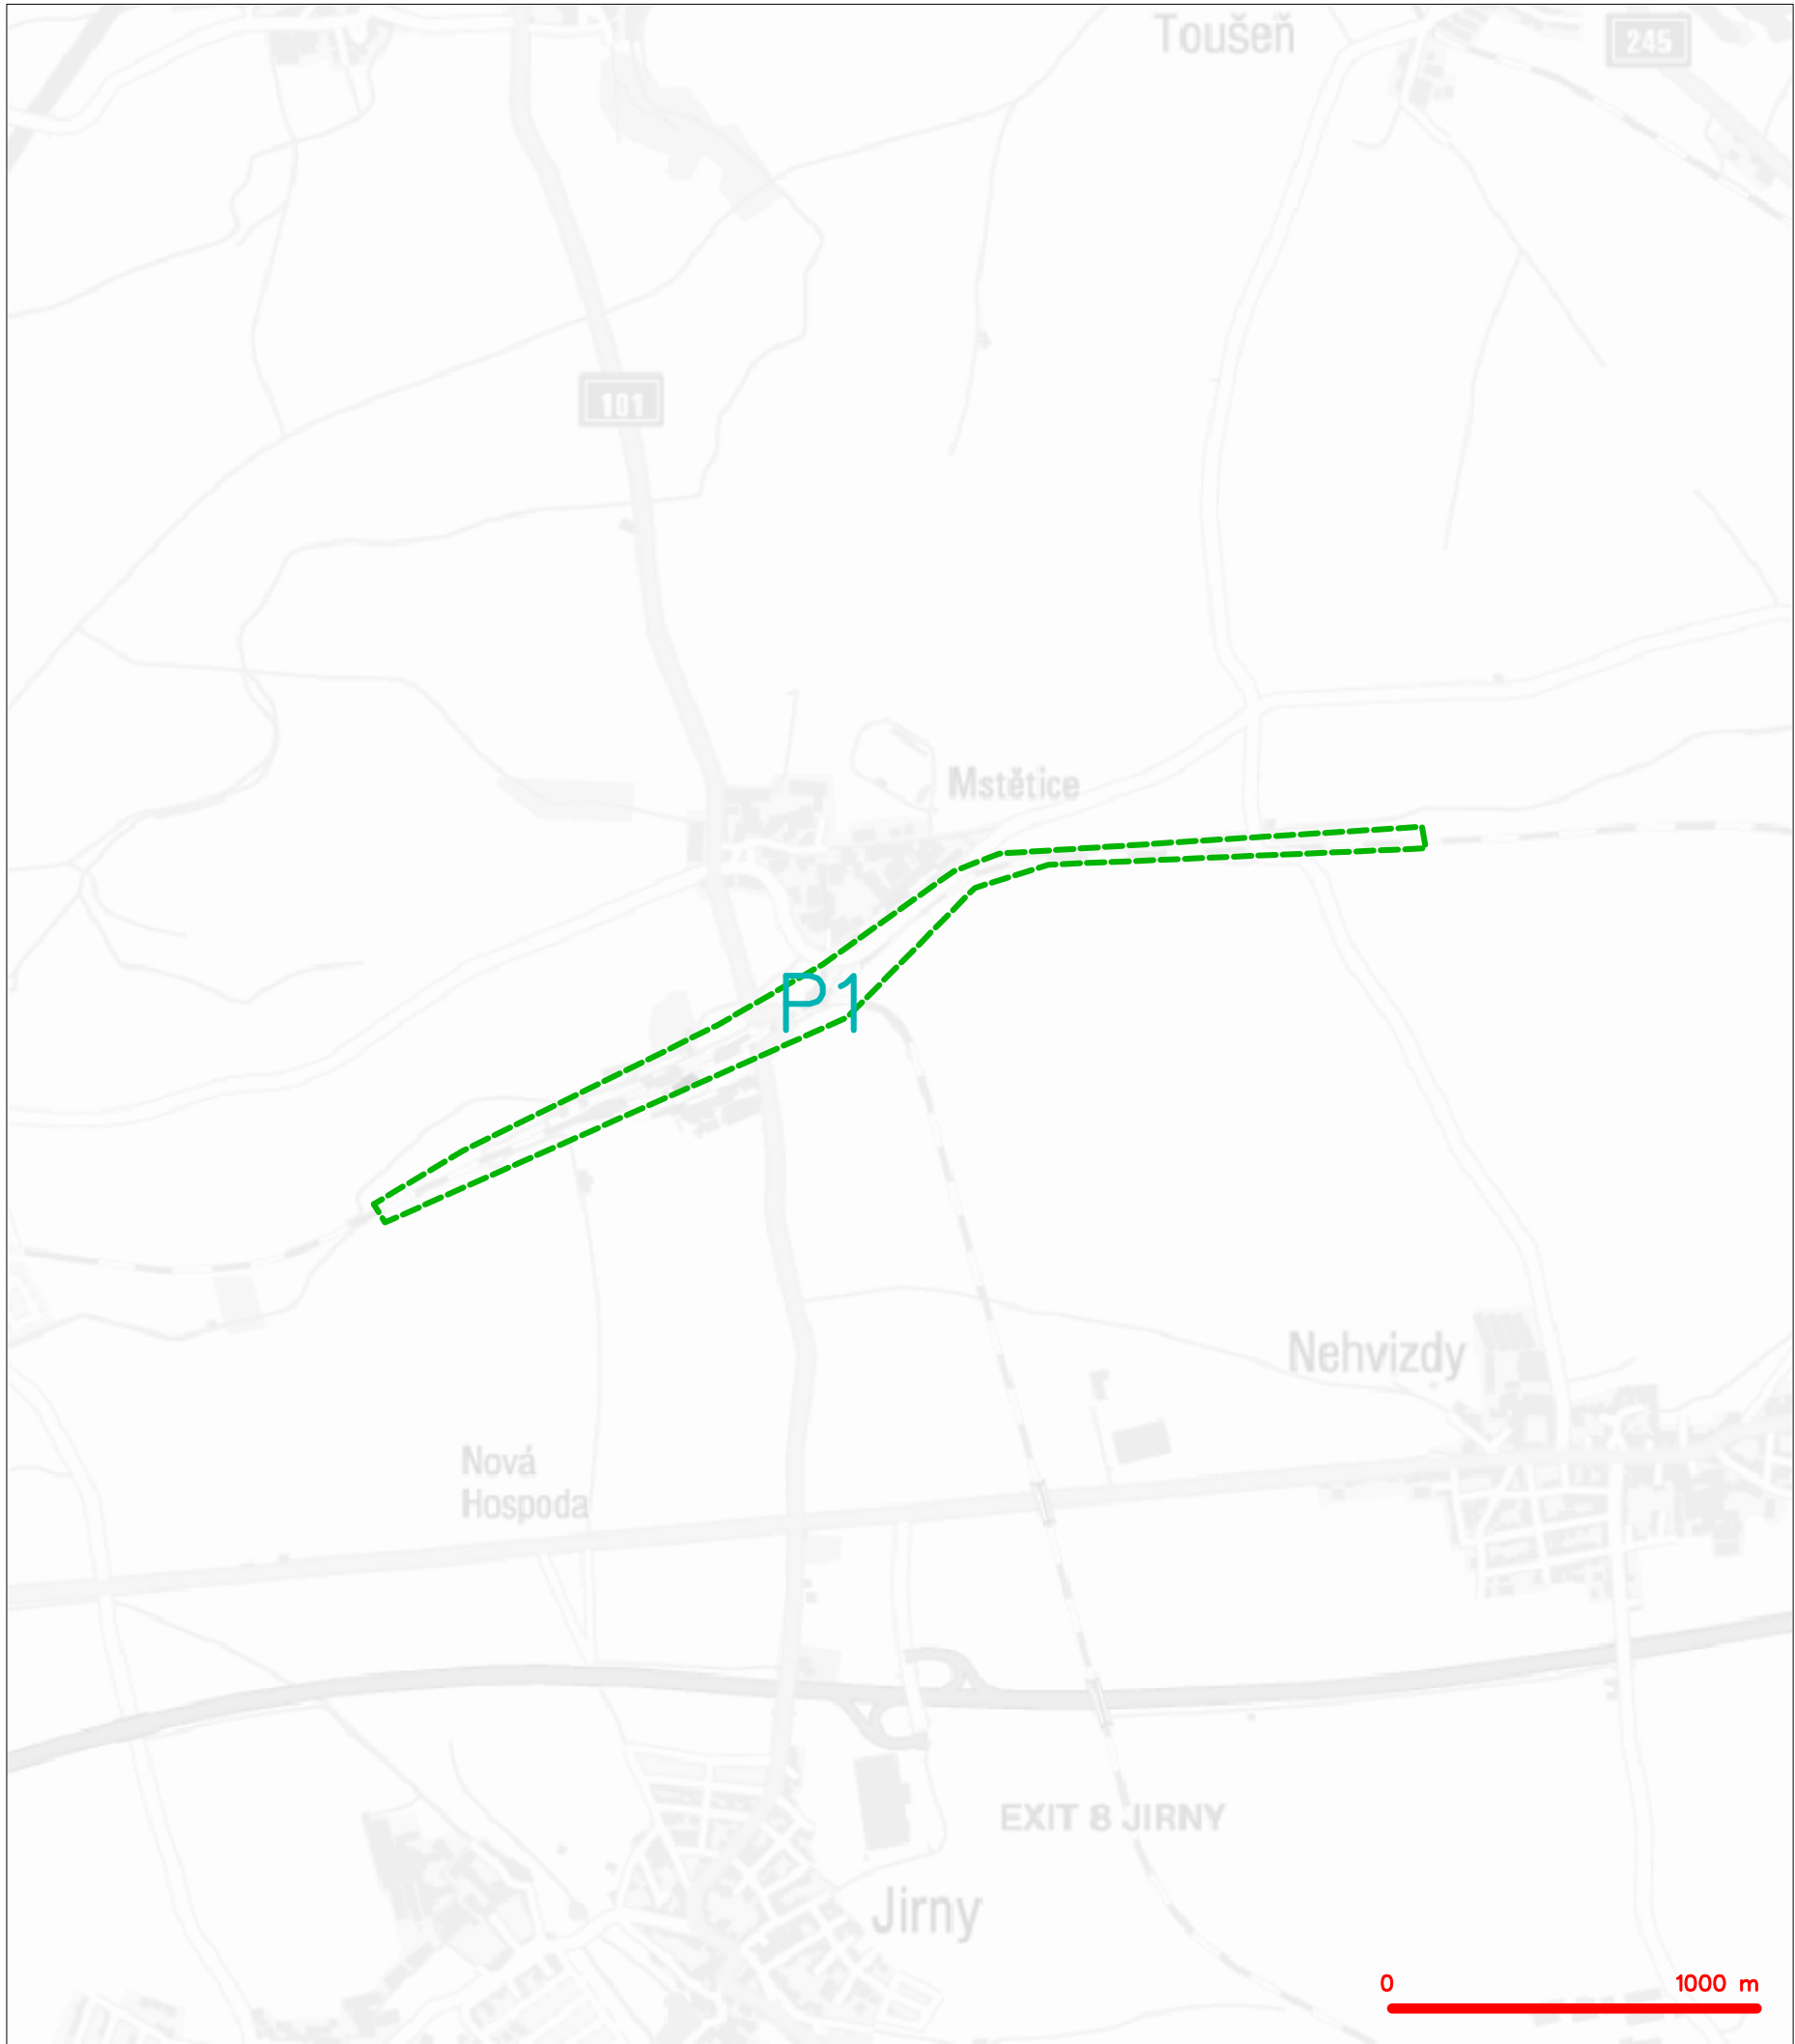 Toušeň
245
101
Mstětice
P1
Nehvizdy
Nová
Hospoda
EXIT 8 JIRNY
Jirny
0 1000 m